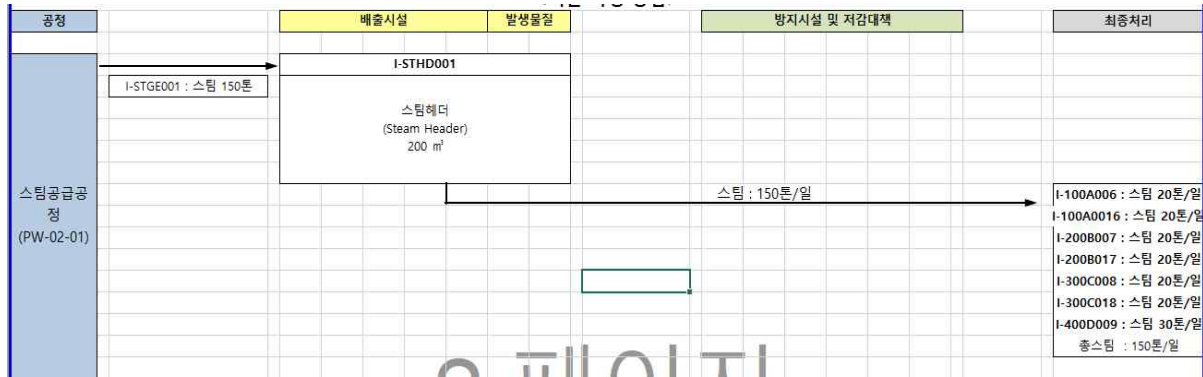 공정
배출시설
발생물질
방지시설 및 저감대책
최종처리
I-STHD001
I-STGE001 : 스팀 150톤
스팀헤더
(Steam Header)
200 ㎥
스팀공급공
정
(PW-02-01)
스팀 : 150톤/일
I-100A006 : 스팀 20톤/일
I-100A0016 : 스팀 20톤/일
I-200B007 : 스팀 20톤/일
I-200B017 : 스팀 20톤/일
I-300C008 : 스팀 20톤/일
I-300C018 : 스팀 20톤/일
I-400D009 : 스팀 30톤/일
총스팀 : 150톤/일